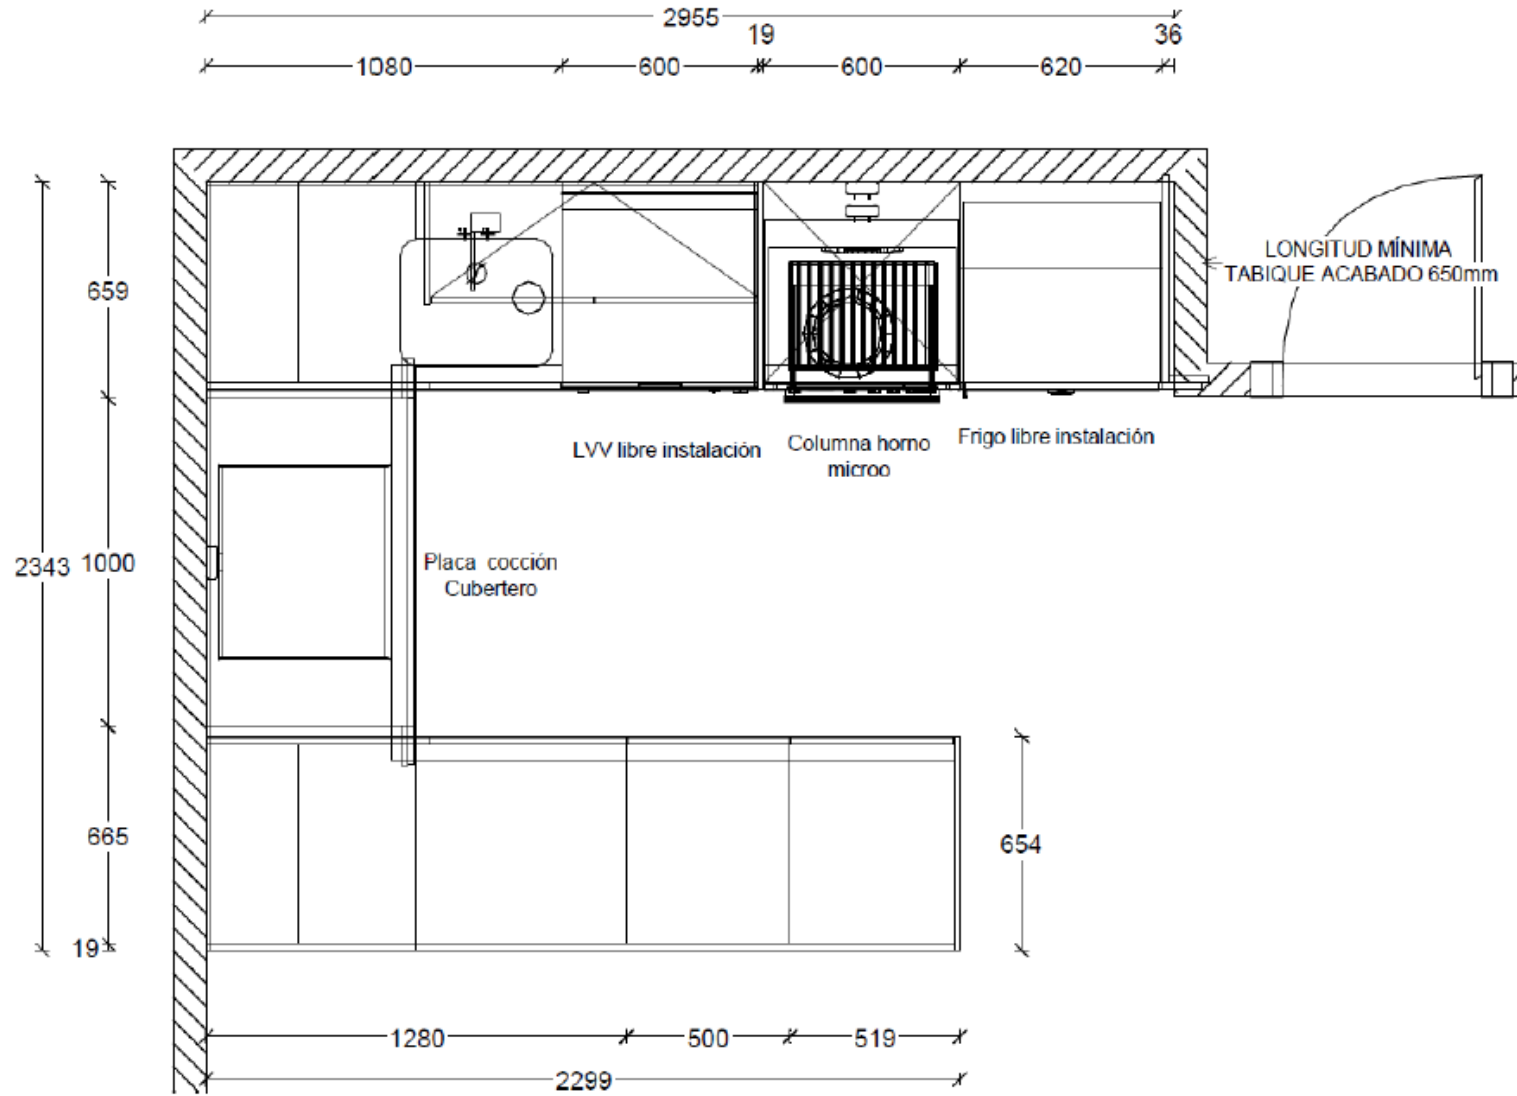 2955
19
36
1080
600
600
620
LONGITUD MÍNIMA
TABIQUE ACABADO 650mm
659
LVV libre instalación
Columna horno
microo
Frigo libre instalación
2343
1000
Placa cocción
Cubertero
665
654
19
1280
500
519
2299